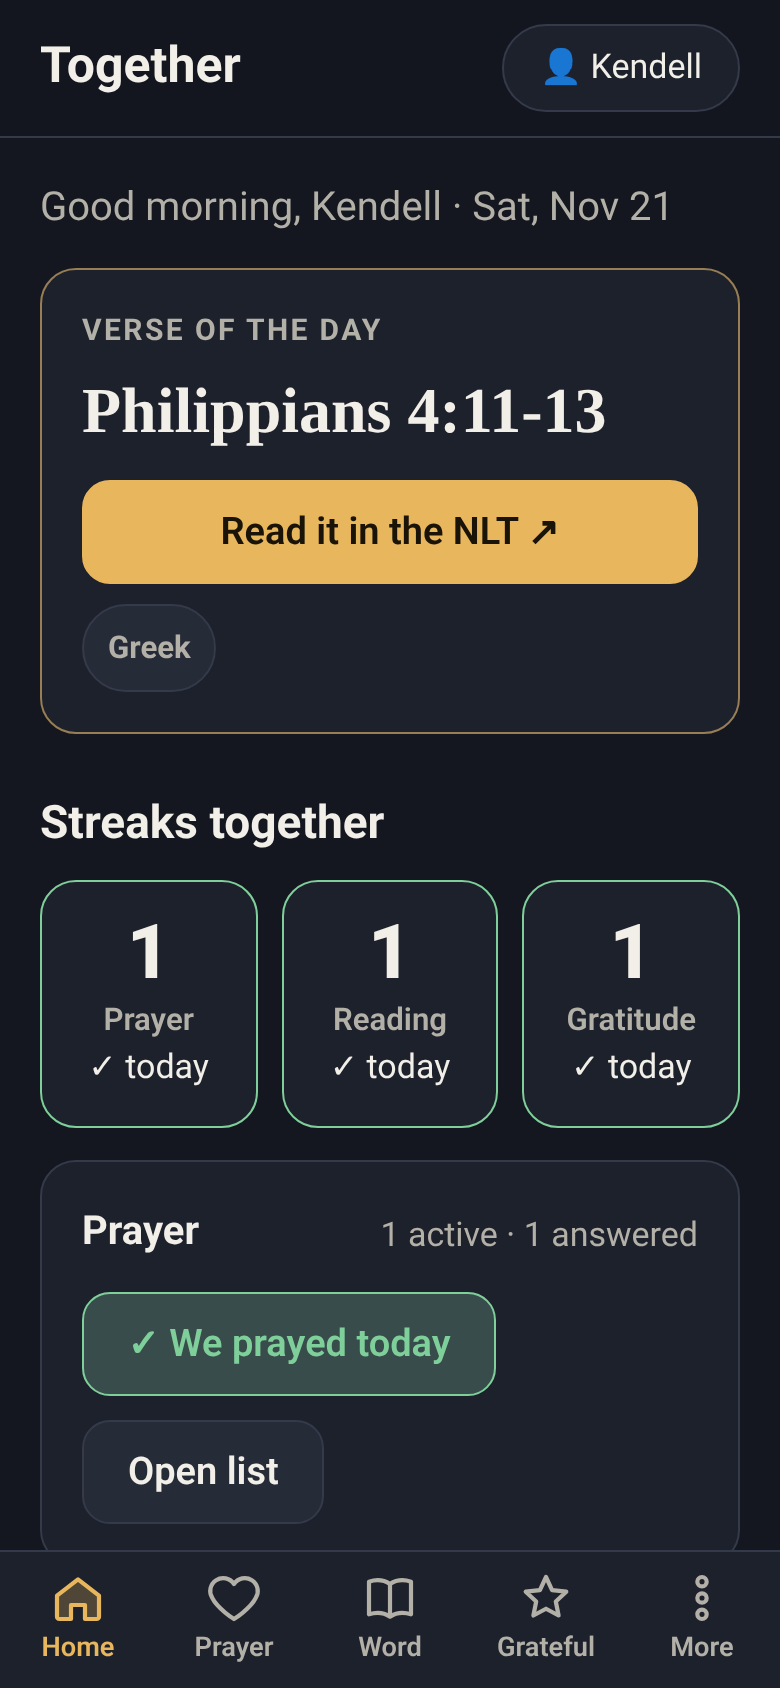 Together
👤 Kendell
Good morning, Kendell · Sat, Nov 21
VERSE OF THE DAY
Philippians 4:11-13
Read it in the NLT ↗
Greek
Streaks together
1
Prayer
✓ today
1
Reading
✓ today
1
Gratitude
✓ today
Prayer
1 active · 1 answered
✓ We prayed today
Open list
Home
Prayer
Word
Grateful
More